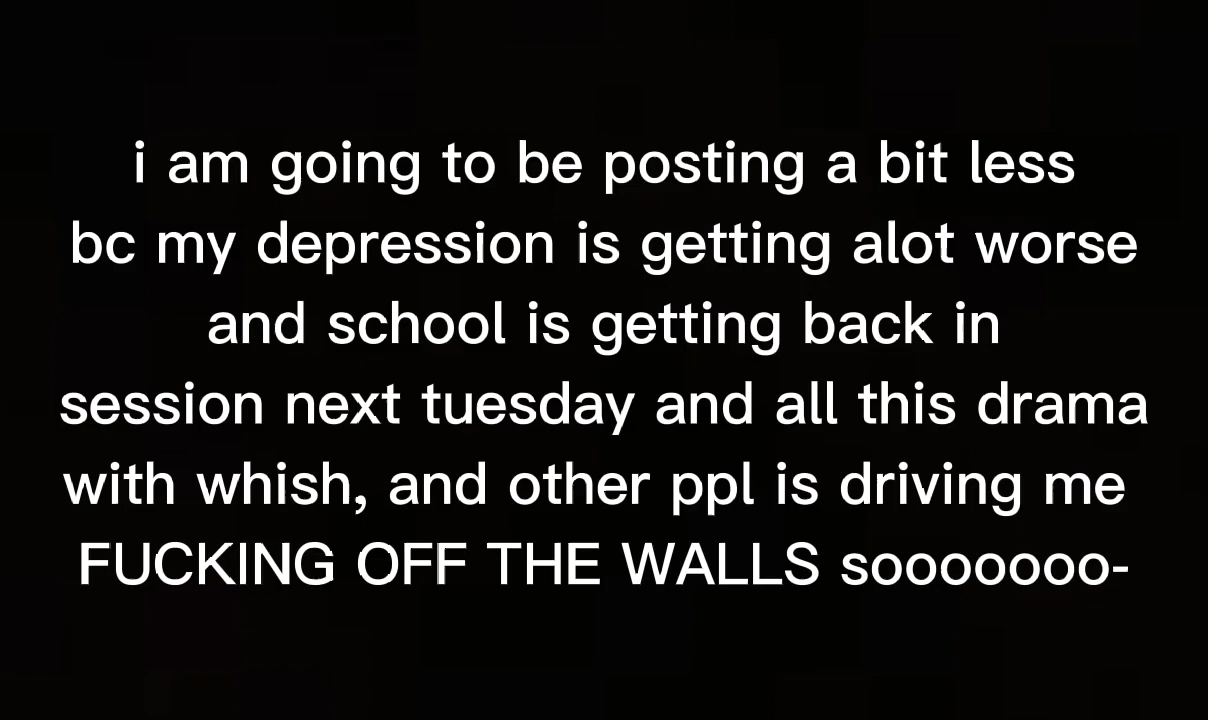 i am going to be posting a bit less
bc my depression is getting alot worse
and school is getting back in
session next tuesday and all this drama
with whish, and other ppl is driving me
FUCKING OFF THE WALLS sooooooo-